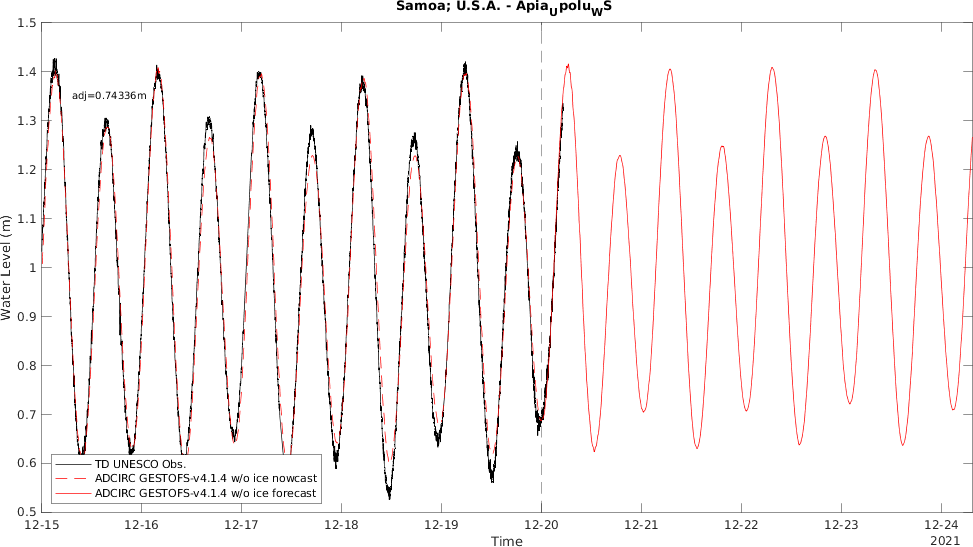 Samoa; U.S.A. - Apia_Upolu_WS
1.5
1.4
adj=0.74336m
1.3
1.2
1.1
Water Level (m)
1
0.9
0.8
0.7
0.6
0.5
TD UNESCO Obs.
ADCIRC GESTOFS-v4.1.4 w/o ice nowcast
ADCIRC GESTOFS-v4.1.4 w/o ice forecast
12-15 12-16 12-17 12-18 12-19 12-20 12-21 12-22 12-23 12-24
Time
2021